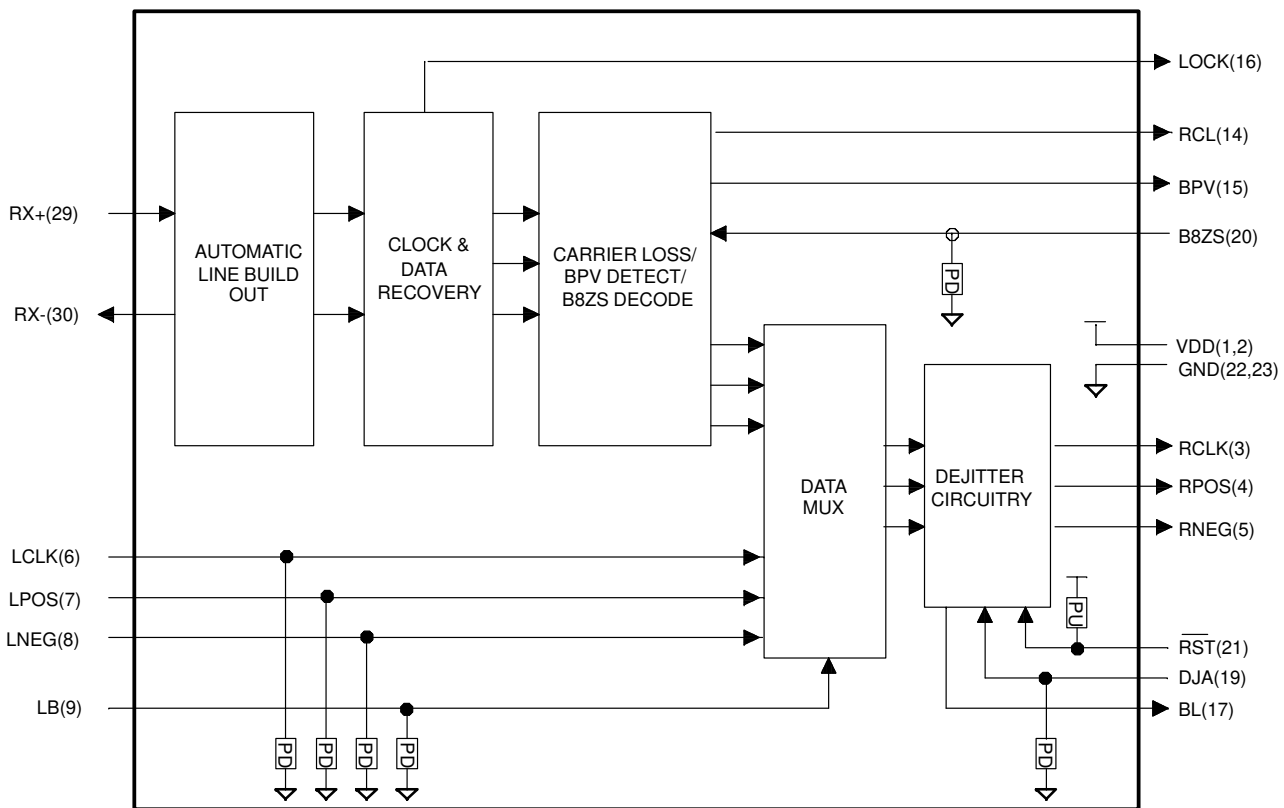 LOCK(16)
RCL(14)
BPV(15)
RX+(29)
B8ZS(20)
AUTOMATIC
LINE BUILD
OUT
CLOCK &
DATA
RECOVERY
CARRIER LOSS/
BPV DETECT/
B8ZS DECODE
PD
RX-(30)
VDD(1,2)
GND(22,23)
RCLK(3)
DATA
MUX
DEJITTER
CIRCUITRY
RPOS(4)
RNEG(5)
LCLK(6)
LPOS(7)
LNEG(8)
PU
RST(21)
DJA(19)
LB(9)
BL(17)
PD
PD
PD
PD
PD